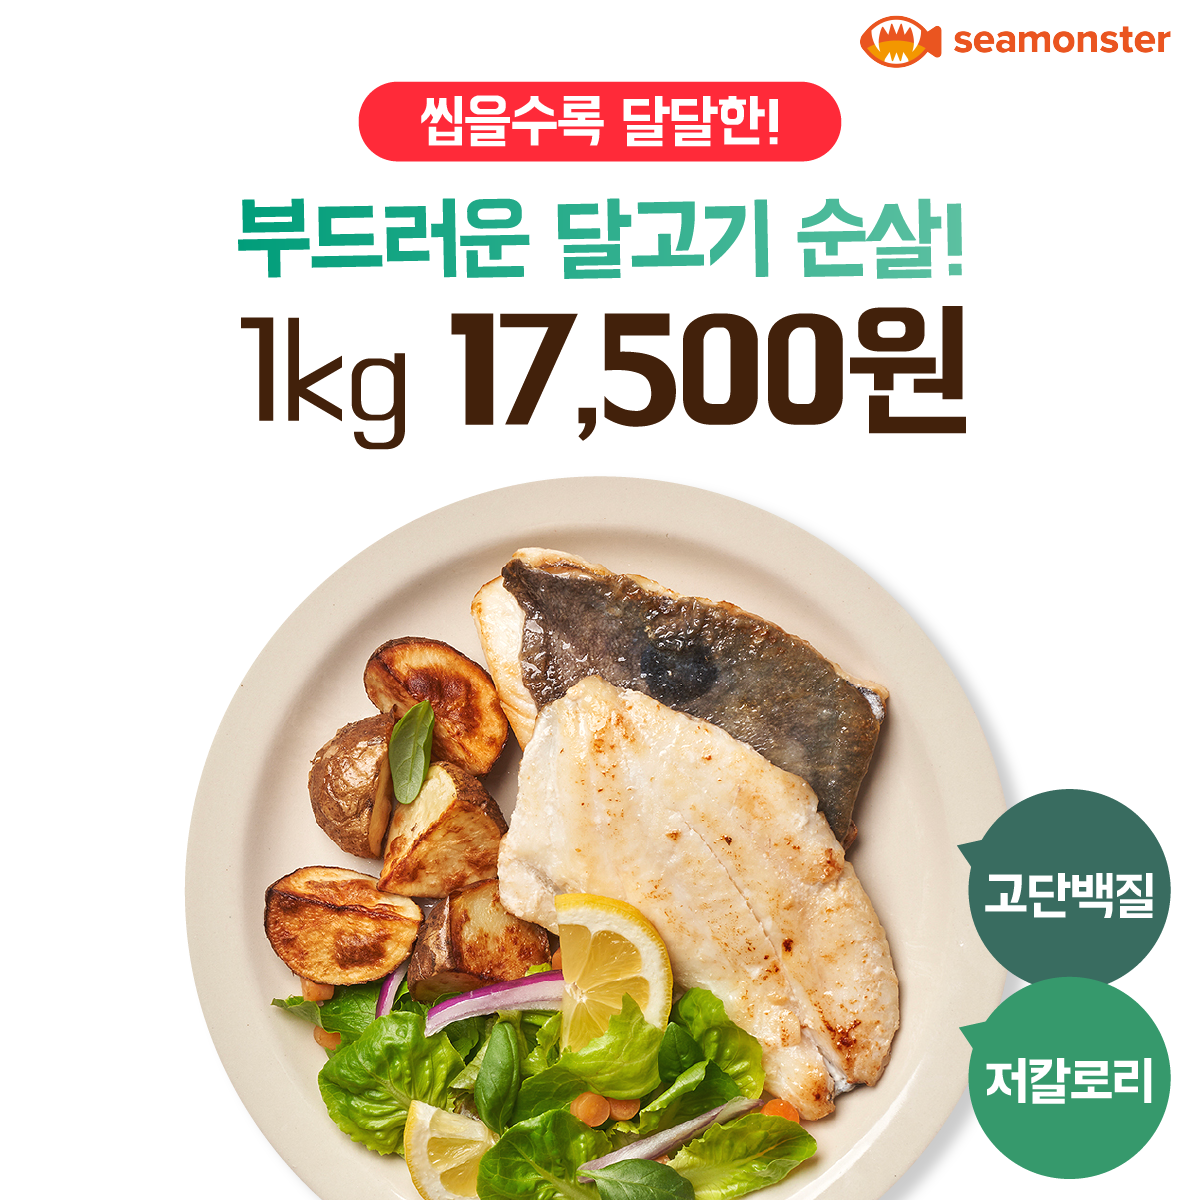 seamonster
씹을수록 달달한!
부드러운 달고기 순살!
1kg 17,500원
고단백질
저칼로리